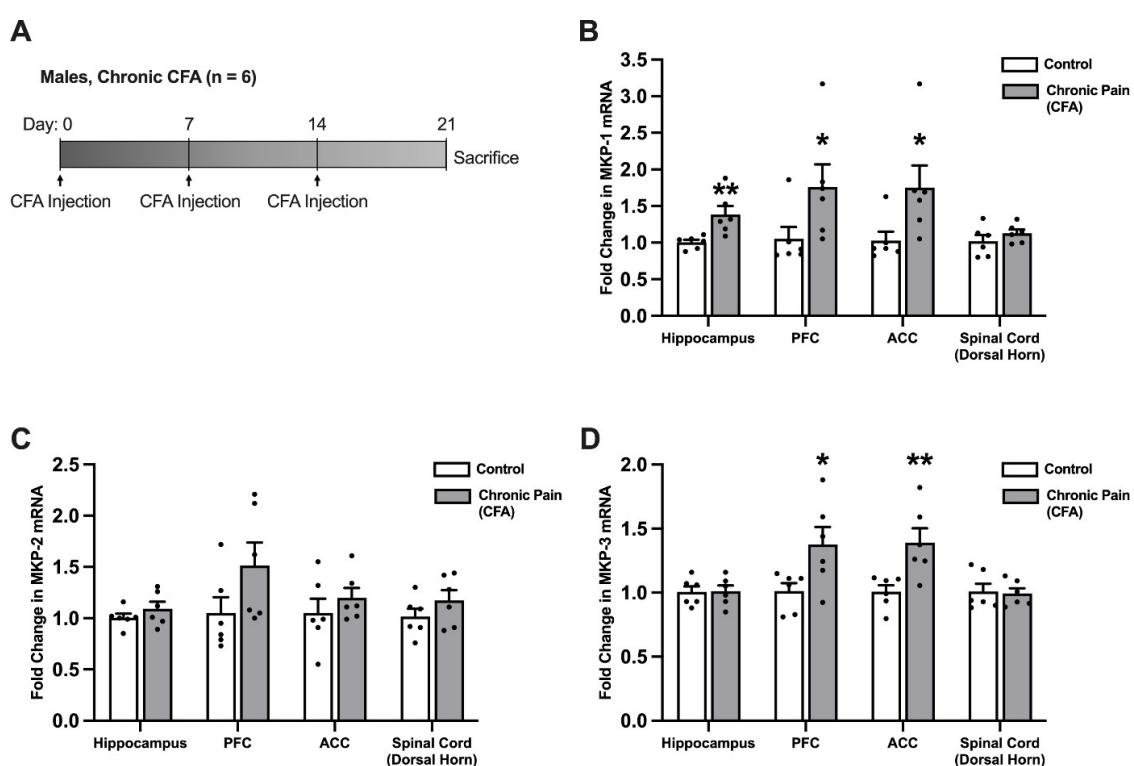 A
Males, Chronic CFA (n = 6)
Day: 0 7 14 21
Sacrifice
CFA Injection CFA Injection CFA Injection
B
Fold Change in MKP-1 mRNA
3.5
3.0
2.5
2.0
1.5
1.0
0.5
0.0
** * *
Control
Chronic Pain
(CFA)
Hippocampus PFC ACC Spinal Cord
(Dorsal Horn)
C
Fold Change in MKP-2 mRNA
2.5
2.0
1.5
1.0
0.5
0.0
Control
Chronic Pain
(CFA)
Hippocampus PFC ACC Spinal Cord
(Dorsal Horn)
D
Fold Change in MKP-3 mRNA
2.0
1.5
1.0
0.5
0.0
* **
Control
Chronic Pain
(CFA)
Hippocampus PFC ACC Spinal Cord
(Dorsal Horn)